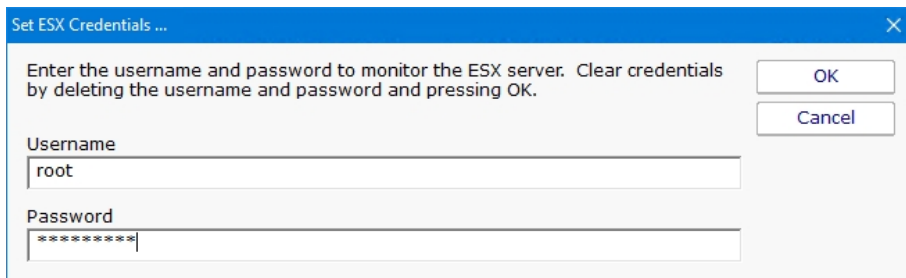 Set ESX Credentials ...
Enter the username and password to monitor the ESX server.  Clear credentials
by deleting the username and password and pressing OK.
OK
Cancel
Username
root
Password
*********